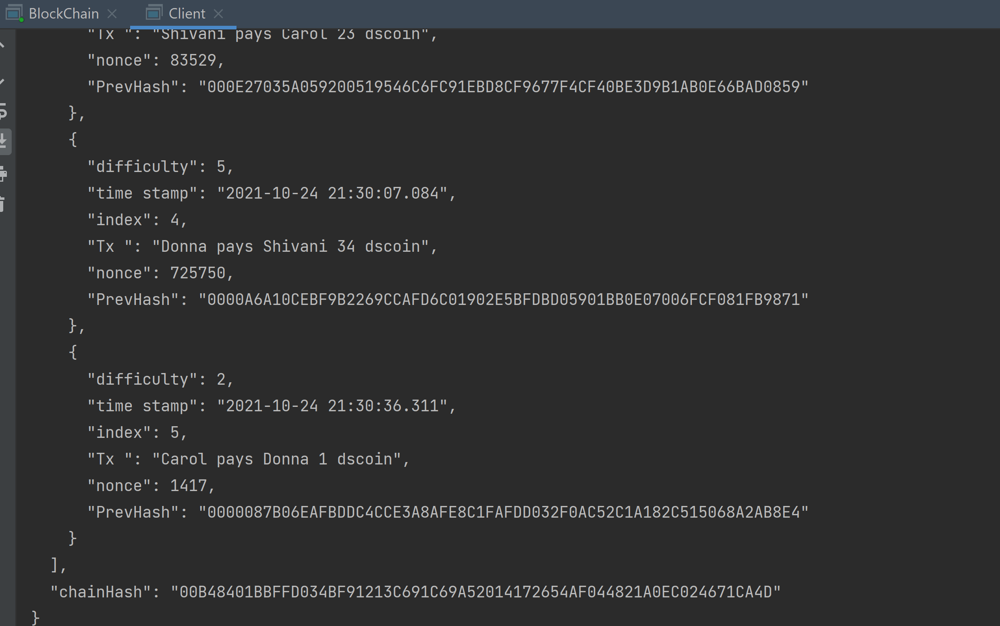 BlockChain Client
"Tx ": "Shivani pays Carol 23 dscoin",
"nonce": 83529,
"PrevHash": "000E27035A059200519546C6FC91EBD8CF9677F4CF40BE3D9B1AB0E66BAD0859"
},
{
"difficulty": 5,
"time stamp": "2021-10-24 21:30:07.084",
"index": 4,
"Tx ": "Donna pays Shivani 34 dscoin",
"nonce": 725750,
"PrevHash": "0000A6A10CEBF9B2269CCAFD6C01902E5BFDBD05901BB0E07006FCF081FB9871"
},
{
"difficulty": 2,
"time stamp": "2021-10-24 21:30:36.311",
"index": 5,
"Tx ": "Carol pays Donna 1 dscoin",
"nonce": 1417,
"PrevHash": "0000087B06EAFBDDC4CCE3A8AFE8C1FAFDD032F0AC52C1A182C515068A2AB8E4"
}
],
"chainHash": "00B48401BBFFD034BF91213C691C69A52014172654AF044821A0EC024671CA4D"
}